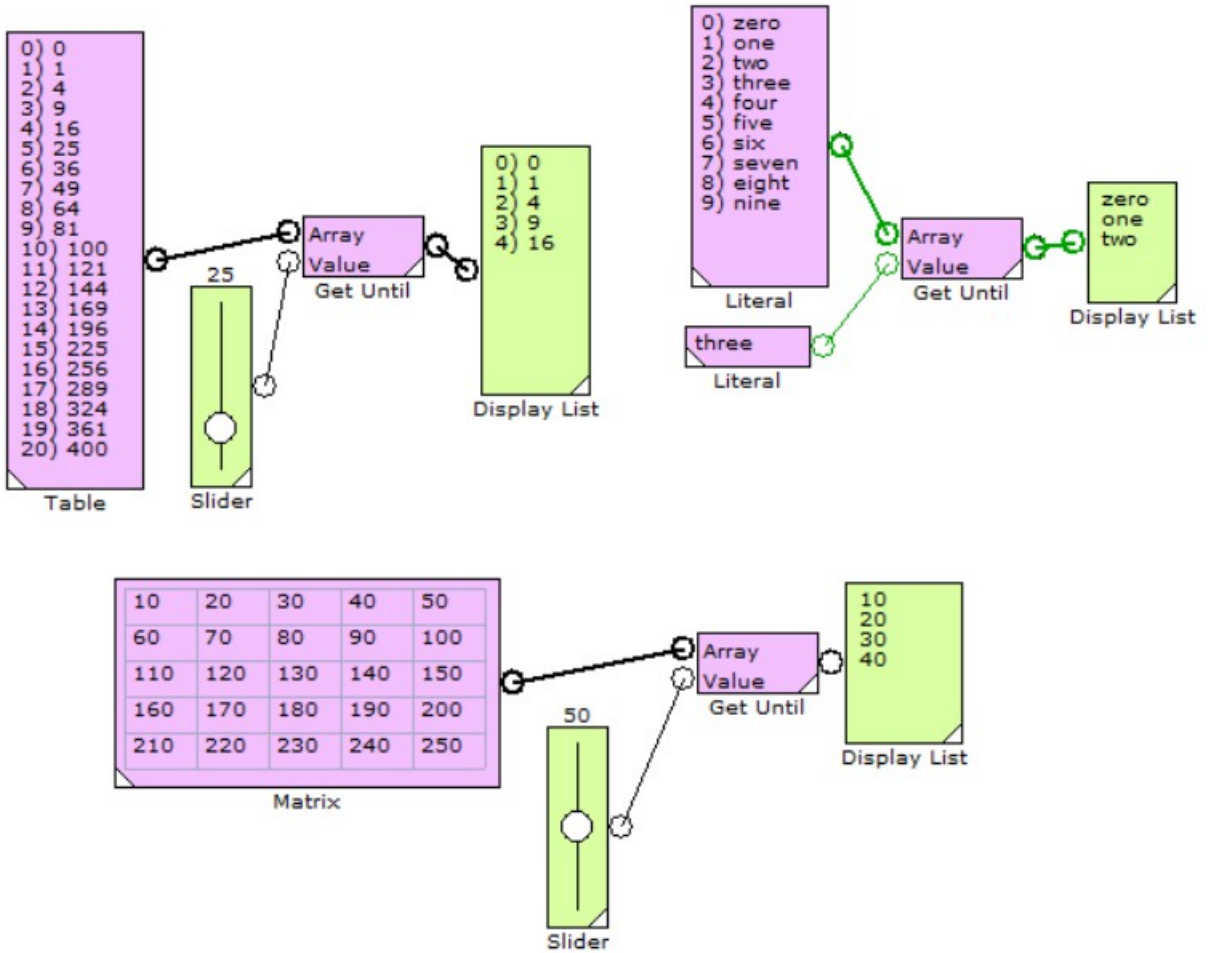 0) 0
1) 1
2) 4
3) 9
4) 16
5) 25
6) 36
7) 49
8) 64
9) 81
10) 100
11) 121
12) 144
13) 169
14) 196
15) 225
16) 256
17) 289
18) 324
19) 361
20) 400
Table
25
Slider
Array
Value
Get Until
0) 0
1) 1
2) 4
3) 9
4) 16
Display List
0) zero
1) one
2) two
3) three
4) four
5) five
6) six
7) seven
8) eight
9) nine
Literal
three
Literal
Array
Value
Get Until
zero
one
two
Display List
10 20 30 40 50
60 70 80 90 100
110 120 130 140 150
160 170 180 190 200
210 220 230 240 250
Matrix
50
Slider
Array
Value
Get Until
10
20
30
40
Display List